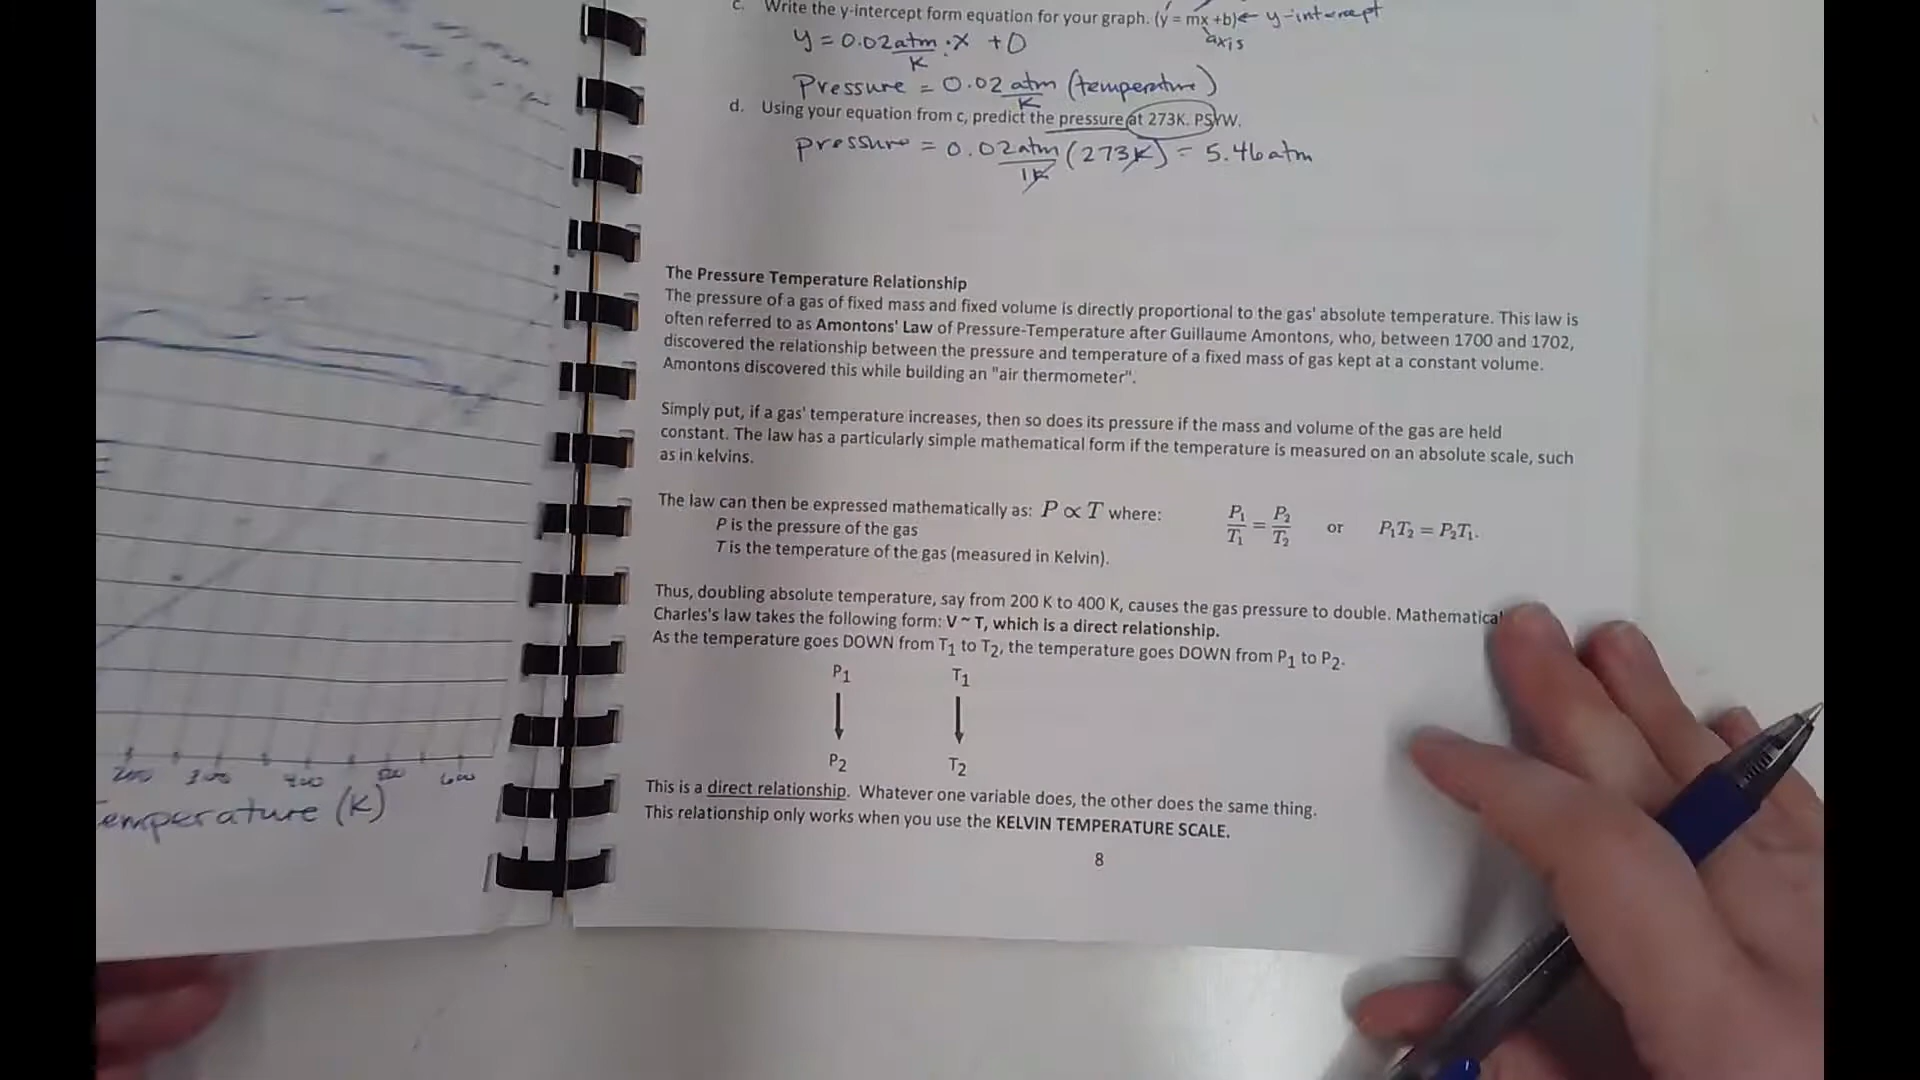 c. Write the y-intercept form equation for your graph. (y = mx +b) ← y-intercept
axis
y = 0.02 atm/K · x + 0
Pressure = 0.02 atm/K (temperature)
d. Using your equation from c, predict the pressure at 273K. PSYW.
pressure = 0.02 atm/1K (273K) = 5.46 atm
The Pressure Temperature Relationship
The pressure of a gas of fixed mass and fixed volume is directly proportional to the gas' absolute temperature. This law is
often referred to as Amontons' Law of Pressure-Temperature after Guillaume Amontons, who, between 1700 and 1702,
discovered the relationship between the pressure and temperature of a fixed mass of gas kept at a constant volume.
Amontons discovered this while building an "air thermometer".
Simply put, if a gas' temperature increases, then so does its pressure if the mass and volume of the gas are held
constant. The law has a particularly simple mathematical form if the temperature is measured on an absolute scale, such
as in kelvins.
The law can then be expressed mathematically as: P ∝ T where: P₁/T₁ = P₂/T₂ or P₁T₂ = P₂T₁.
P is the pressure of the gas
T is the temperature of the gas (measured in Kelvin).
Thus, doubling absolute temperature, say from 200 K to 400 K, causes the gas pressure to double. Mathematical
Charles's law takes the following form: V ~ T, which is a direct relationship.
As the temperature goes DOWN from T₁ to T₂, the temperature goes DOWN from P₁ to P₂.
P₁ T₁
P₂ T₂
This is a direct relationship. Whatever one variable does, the other does the same thing.
This relationship only works when you use the KELVIN TEMPERATURE SCALE.
8
200 300 400 500 600
emperature (K)